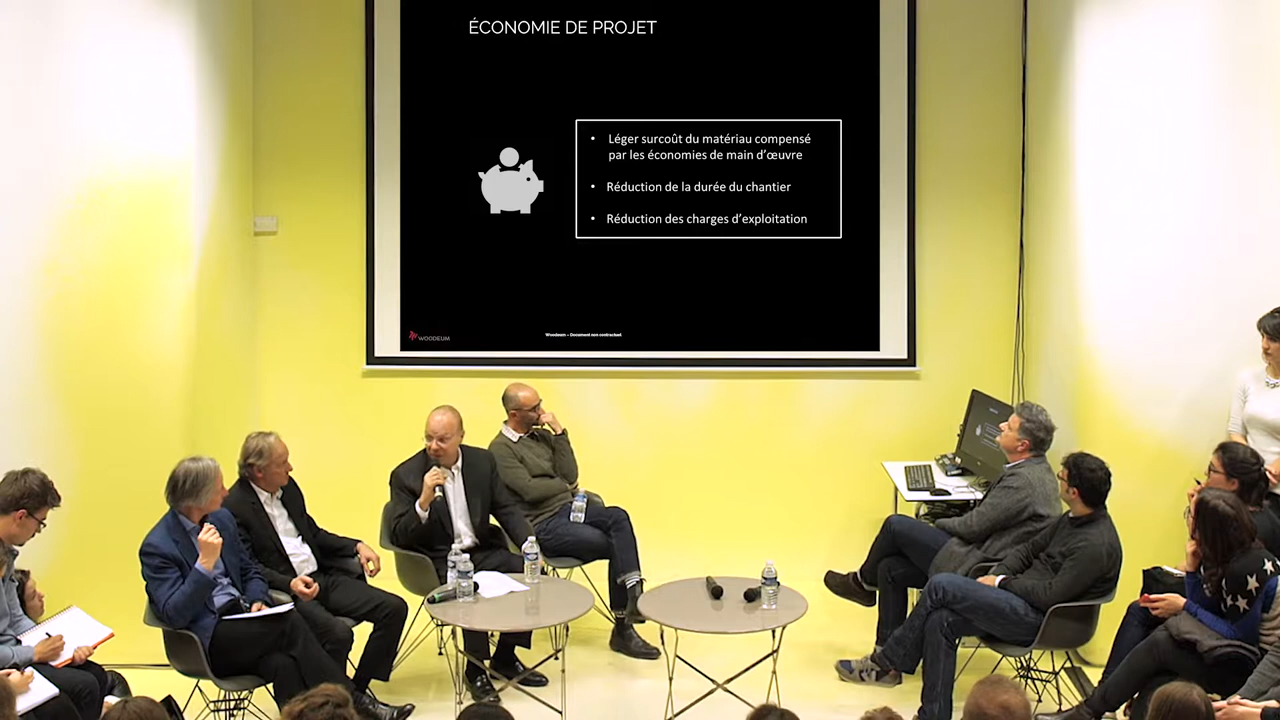 ÉCONOMIE DE PROJET
• Léger surcoût du matériau compensé
par les économies de main d'œuvre
• Réduction de la durée du chantier
• Réduction des charges d'exploitation
WOODEUM
Woodeum – Document non contractuel